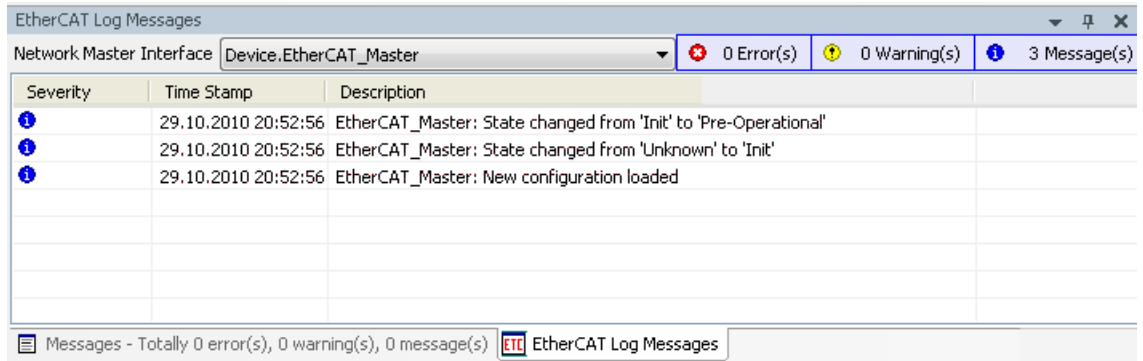 EtherCAT Log Messages
Network Master Interface Device.EtherCAT_Master 0 Error(s) 0 Warning(s) 3 Message(s)
Severity Time Stamp Description
29.10.2010 20:52:56 EtherCAT_Master: State changed from 'Init' to 'Pre-Operational'
29.10.2010 20:52:56 EtherCAT_Master: State changed from 'Unknown' to 'Init'
29.10.2010 20:52:56 EtherCAT_Master: New configuration loaded
Messages - Totally 0 error(s), 0 warning(s), 0 message(s) ETC EtherCAT Log Messages